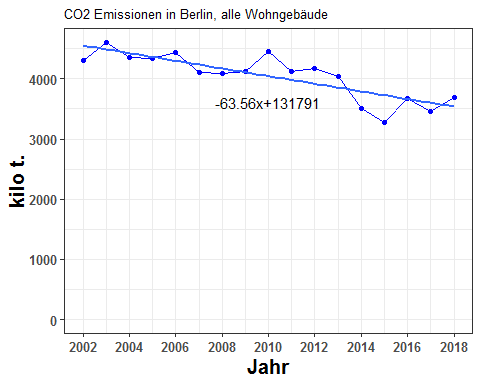 CO2 Emissionen in Berlin, alle Wohngebäude
kilo t.
4000
3000
2000
1000
0
-63.56x+131791
2002 2004 2006 2008 2010 2012 2014 2016 2018
Jahr